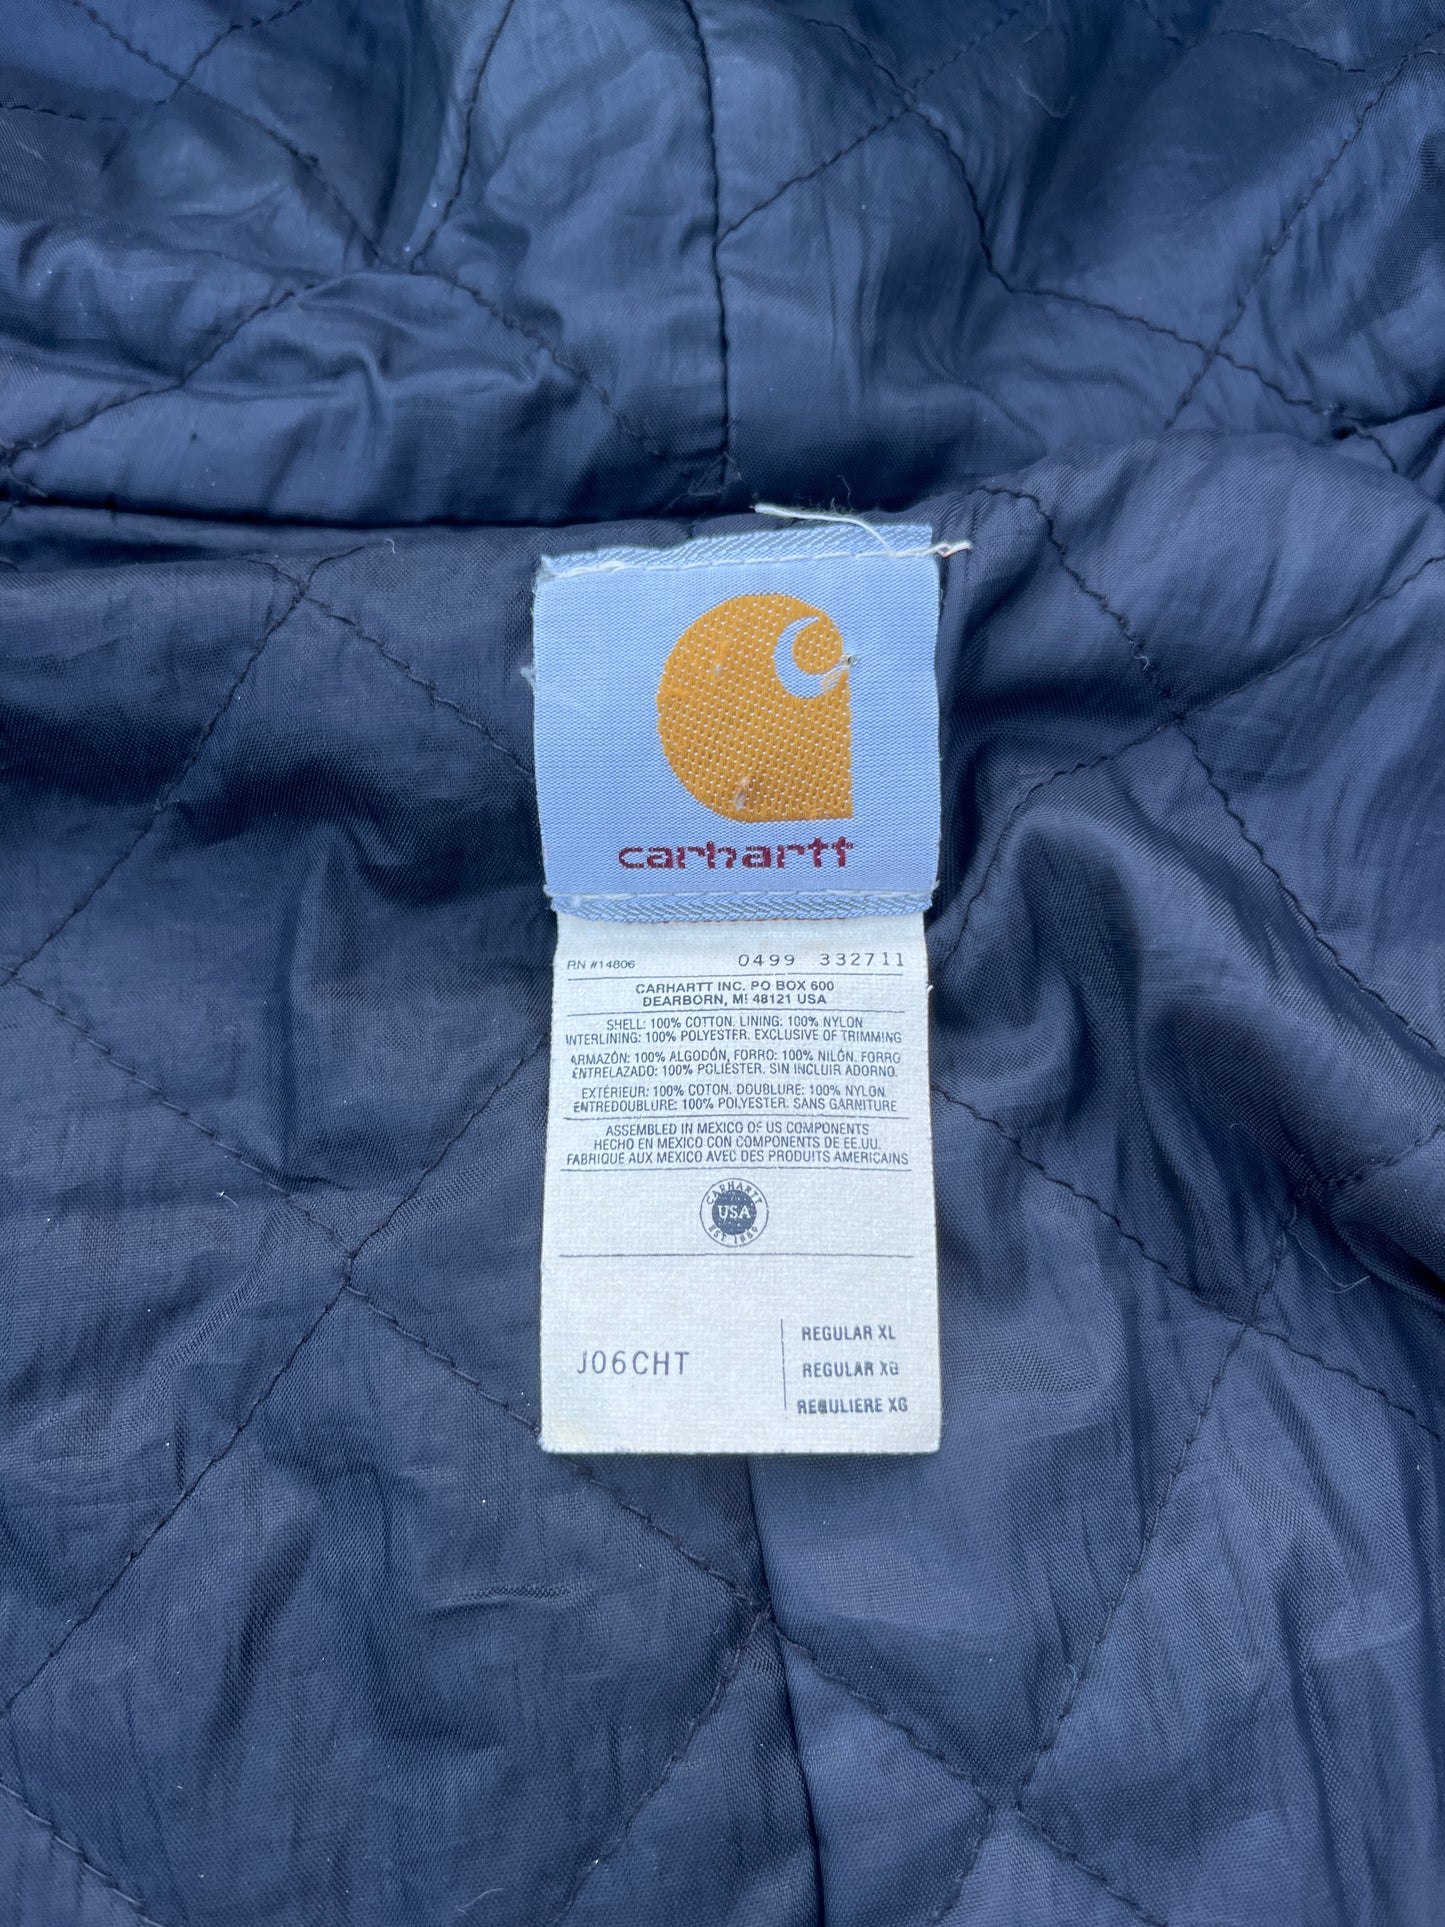 carhartt
RN #14806 0499 332711
CARHARTT INC. PO BOX 600
DEARBORN, MI 48121 USA
SHELL: 100% COTTON. LINING: 100% NYLON
INTERLINING: 100% POLYESTER. EXCLUSIVE OF TRIMMING
ARMAZÓN: 100% ALGODÓN, FORRO: 100% NILÓN. FORRO
ENTRELAZADO: 100% POLIÉSTER. SIN INCLUIR ADORNO.
EXTÉRIEUR: 100% COTON. DOUBLURE: 100% NYLON
ENTREDOUBLURE: 100% POLYESTER. SANS GARNITURE
ASSEMBLED IN MEXICO OF US COMPONENTS
HECHO EN MEXICO CON COMPONENTS DE EE.UU.
FABRIQUE AUX MEXICO AVEC DES PRODUITS AMERICAINS
CARHARTT
USA
EST. 1889
REGULAR XL
J06CHT REGULAR XG
REGULIERE XG